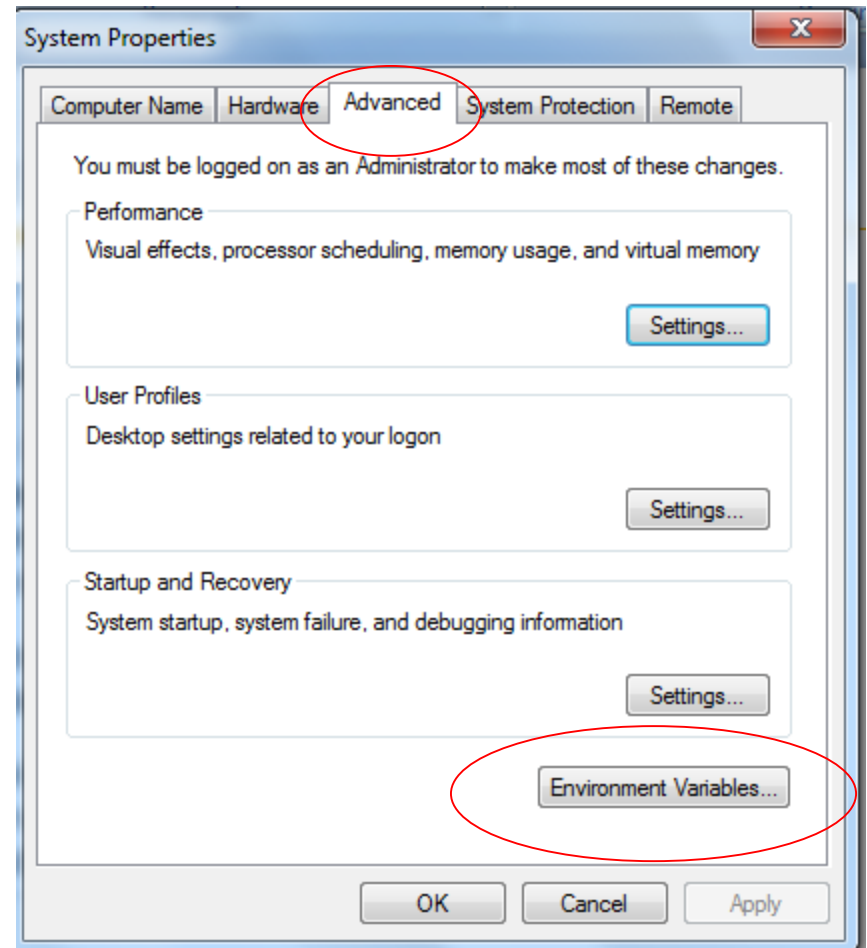 System Properties
Computer Name Hardware Advanced System Protection Remote
You must be logged on as an Administrator to make most of these changes.
Performance
Visual effects, processor scheduling, memory usage, and virtual memory
Settings...
User Profiles
Desktop settings related to your logon
Settings...
Startup and Recovery
System startup, system failure, and debugging information
Settings...
Environment Variables...
OK Cancel Apply